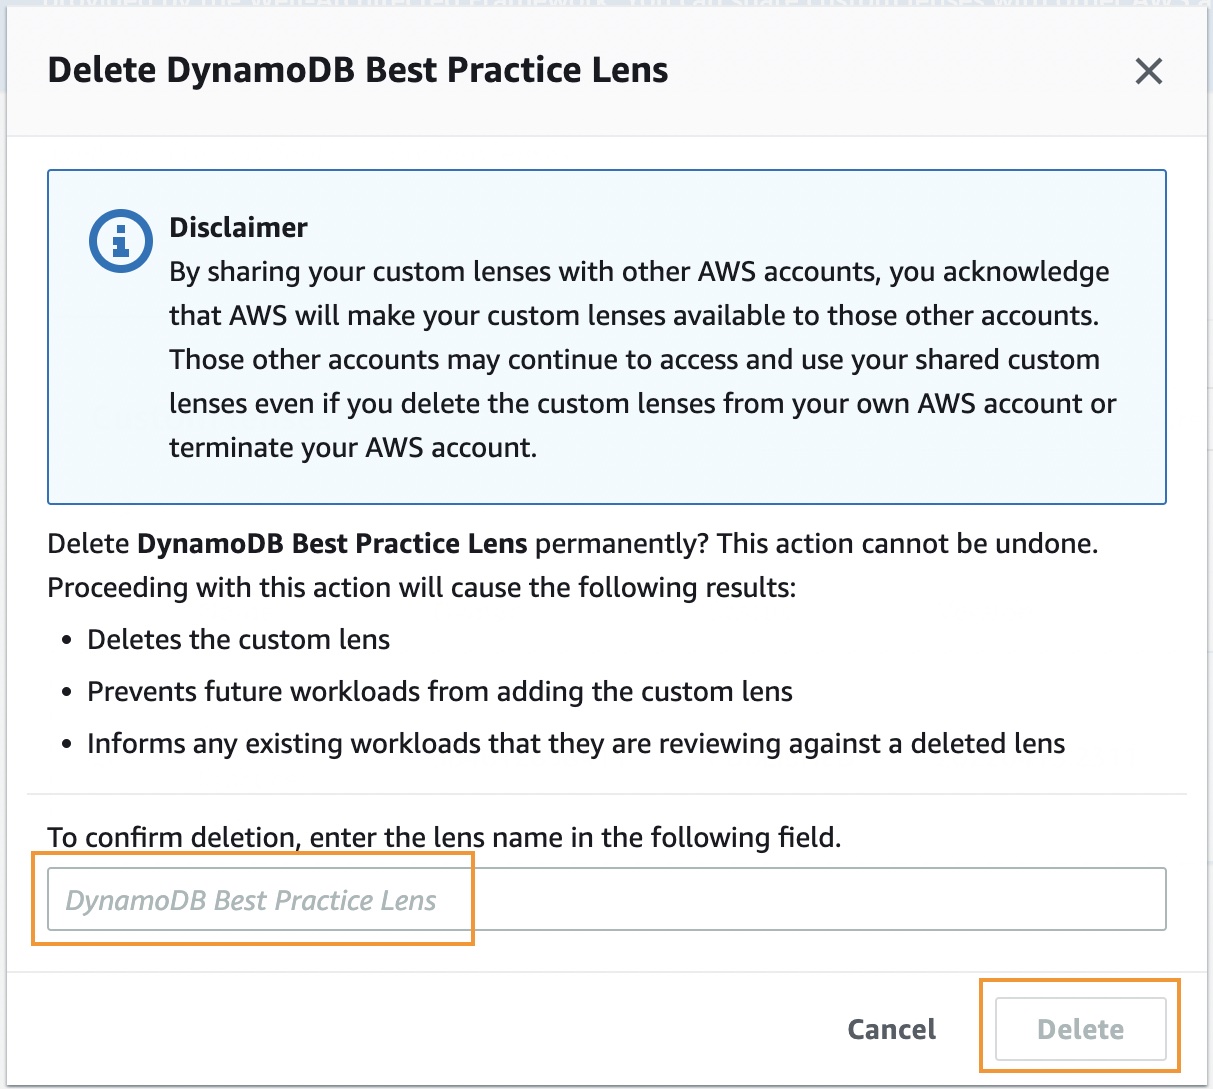 Delete DynamoDB Best Practice Lens
Disclaimer
By sharing your custom lenses with other AWS accounts, you acknowledge
that AWS will make your custom lenses available to those other accounts.
Those other accounts may continue to access and use your shared custom
lenses even if you delete the custom lenses from your own AWS account or
terminate your AWS account.
Delete DynamoDB Best Practice Lens permanently? This action cannot be undone.
Proceeding with this action will cause the following results:
• Deletes the custom lens
• Prevents future workloads from adding the custom lens
• Informs any existing workloads that they are reviewing against a deleted lens
To confirm deletion, enter the lens name in the following field.
DynamoDB Best Practice Lens
Cancel
Delete